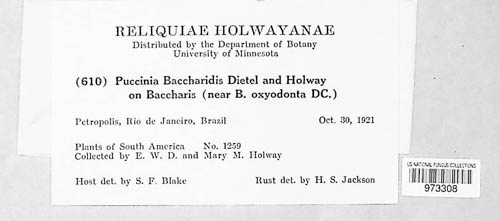 RELIQUIAE HOLWAYANAE
Distributed by the Department of Botany
University of Minnesota
(610) Puccinia Baccharidis Dietel and Holway
on Baccharis (near B. oxyodonta DC.)
Petropolis, Rio de Janeiro, Brazil Oct. 30, 1921
Plants of South America No. 1259
Collected by E. W. D. and Mary M. Holway
Host det. by S. F. Blake Rust det. by H. S. Jackson
US NATIONAL FUNGUS COLLECTIONS
973308